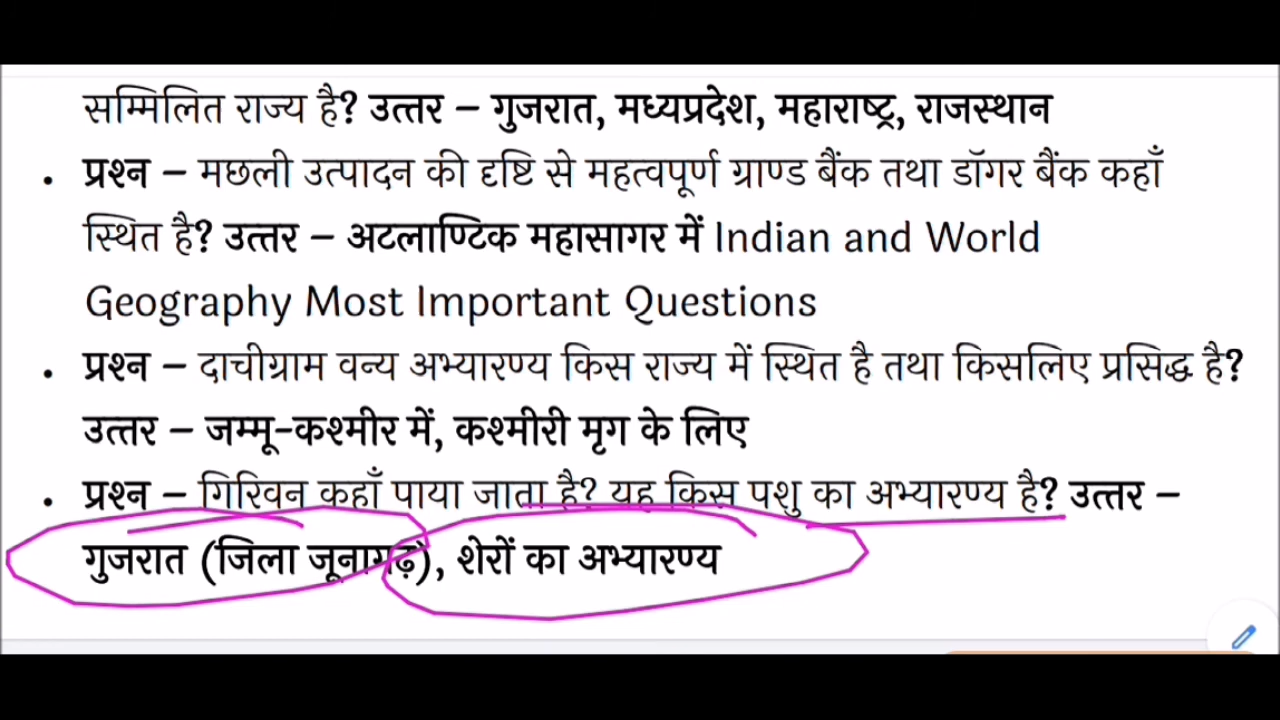 सम्मिलित राज्य है? उत्तर – गुजरात, मध्यप्रदेश, महाराष्ट्र, राजस्थान
• प्रश्न – मछली उत्पादन की दृष्टि से महत्वपूर्ण ग्राण्ड बैंक तथा डॉगर बैंक कहाँ
स्थित है? उत्तर – अटलाण्टिक महासागर में Indian and World
Geography Most Important Questions
• प्रश्न – दाचीग्राम वन्य अभ्यारण्य किस राज्य में स्थित है तथा किसलिए प्रसिद्ध है?
उत्तर – जम्मू-कश्मीर में, कश्मीरी मृग के लिए
• प्रश्न – गिरिवन कहाँ पाया जाता है? यह किस पशु का अभ्यारण्य है? उत्तर –
गुजरात (जिला जूनागढ़), शेरों का अभ्यारण्य